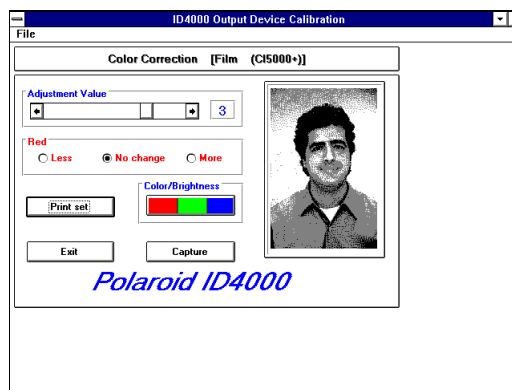 ID4000 Output Device Calibration
File
Color Correction [Film (CI5000+)]
Adjustment Value
3
Red
Less No change More
Print set
Color/Brightness
Exit Capture
Polaroid ID4000